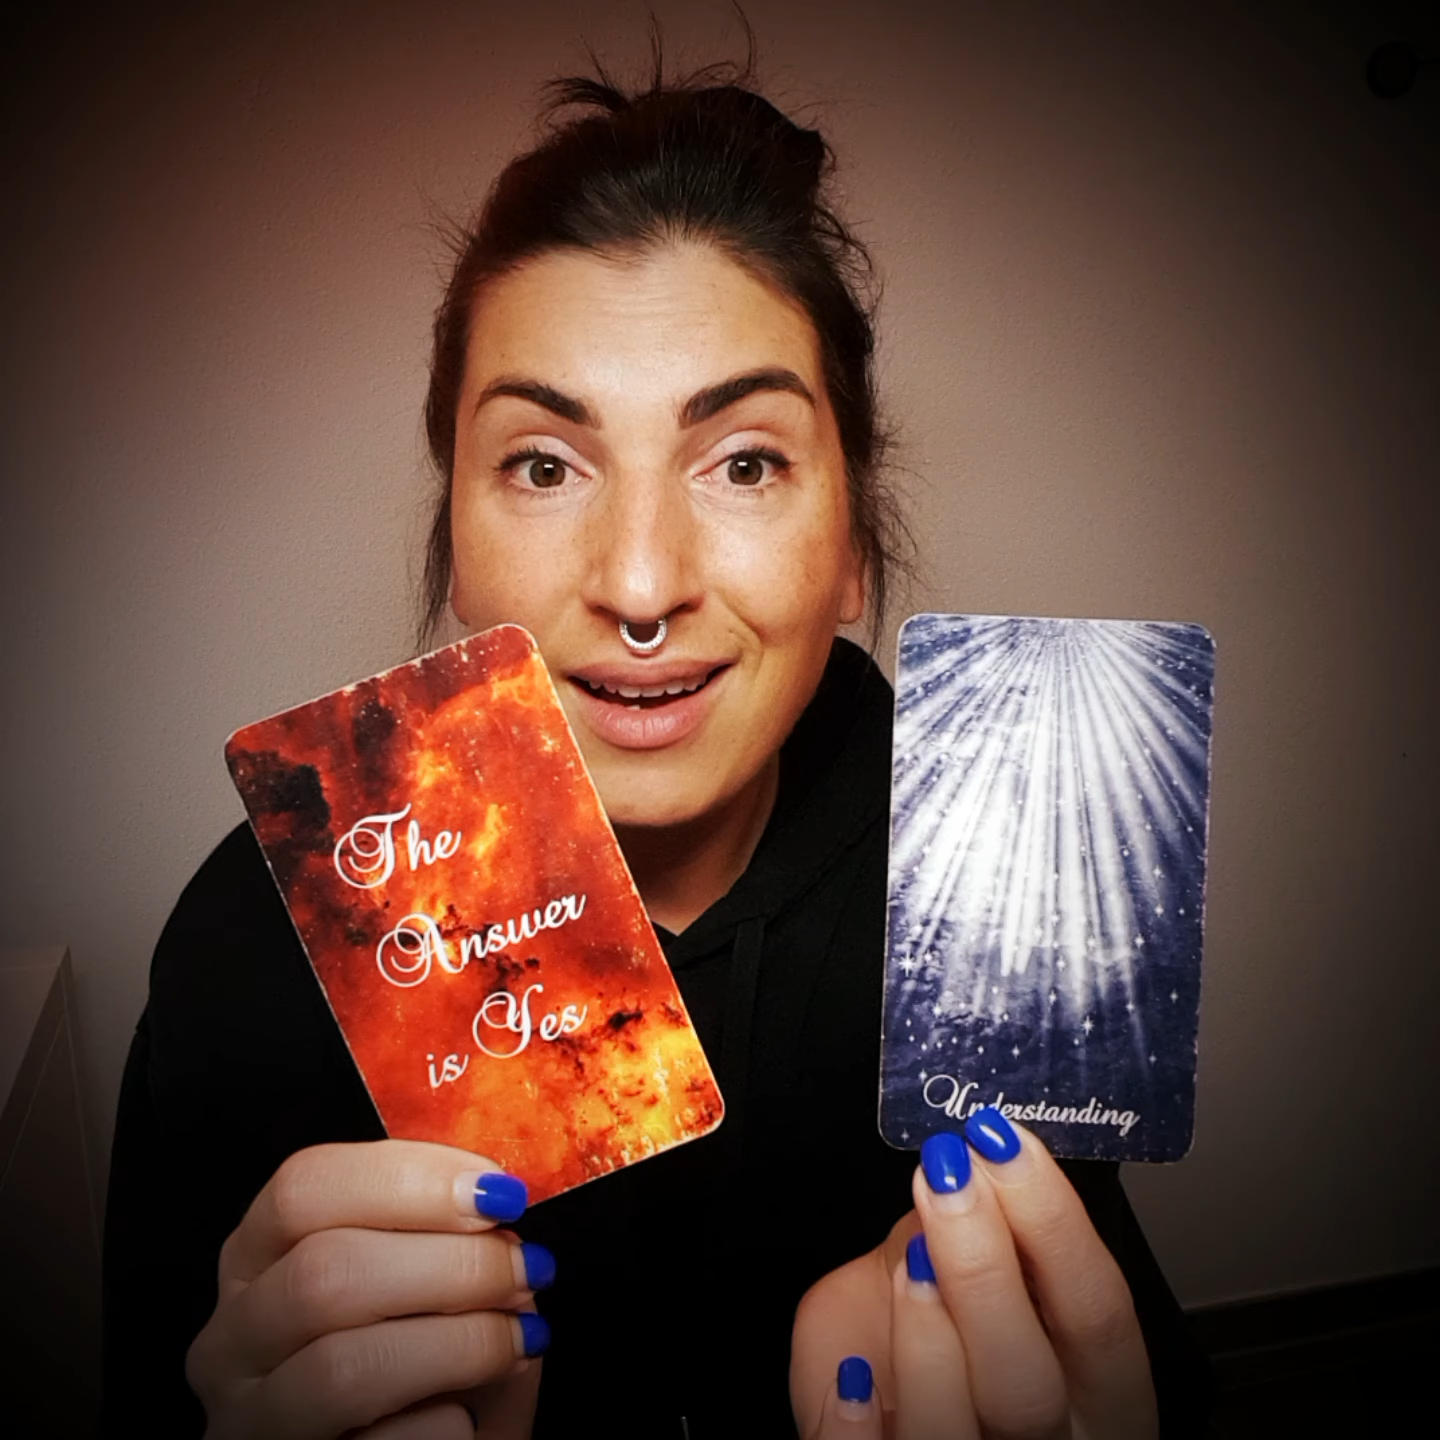 The
Answer
is Yes
Understanding